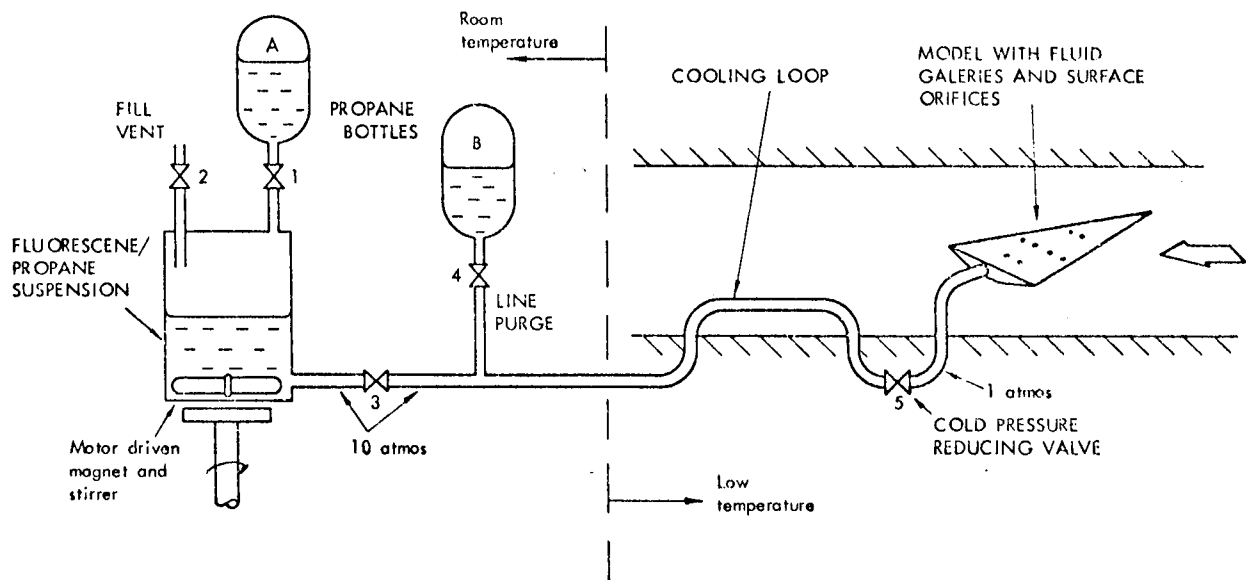 Room
temperature
A
FILL
VENT
PROPANE
BOTTLES
B
2
1
COOLING LOOP
MODEL WITH FLUID
GALERIES AND SURFACE
ORIFICES
FLUORESCENE/
PROPANE
SUSPENSION
4
LINE
PURGE
3
10 atmos
5
1 atmos
COLD PRESSURE
REDUCING VALVE
Motor driven
magnet and
stirrer
Low
temperature